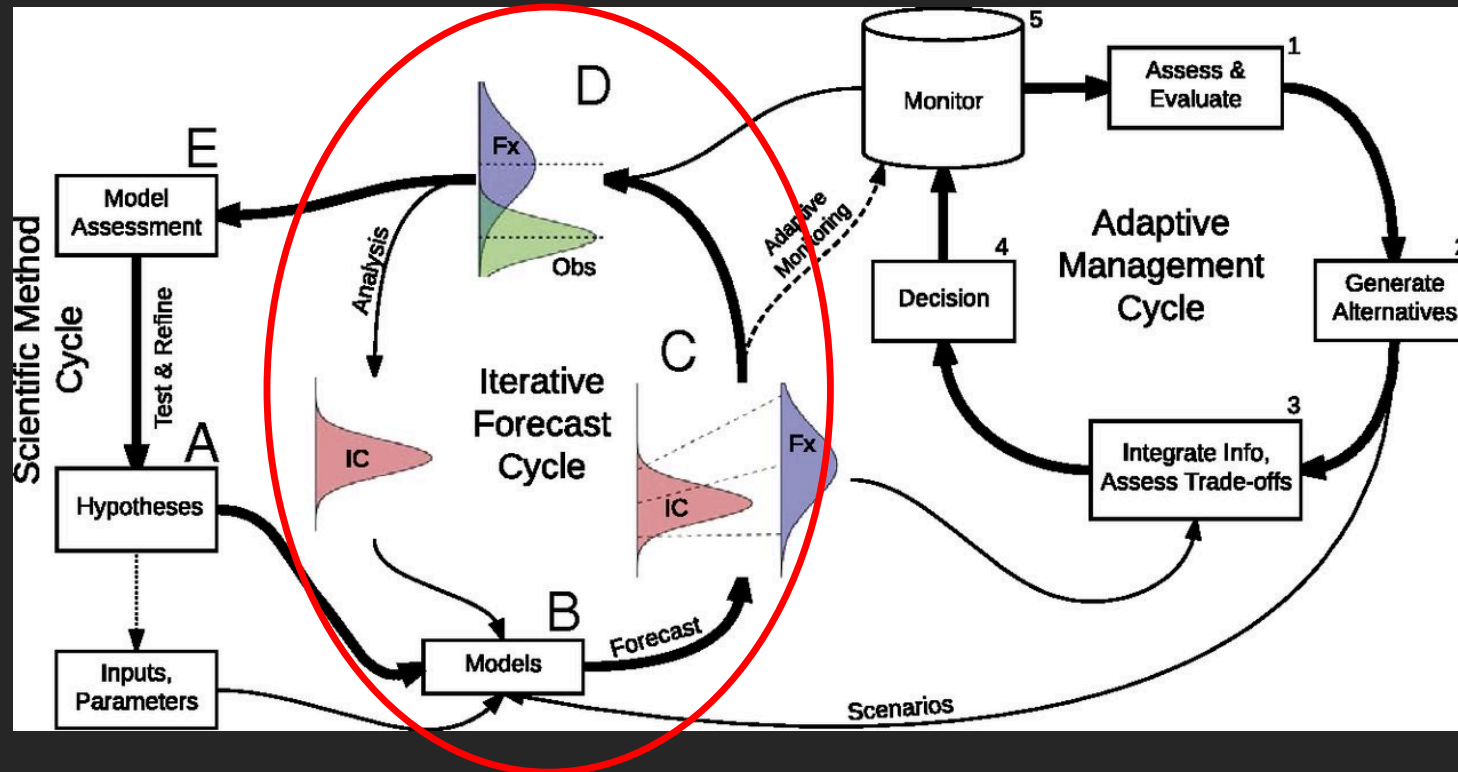 Scientific Method
Cycle
E
Model
Assessment
Test & Refine
A
Hypotheses
Inputs,
Parameters
D
Fx
Obs
Analysis
IC
Iterative
Forecast
Cycle
C
IC
Fx
B
Models
Forecast
Adaptive
Monitoring
5
Monitor
1
Assess &
Evaluate
Adaptive
Management
Cycle
4
Decision
Generate
Alternatives
3
Integrate Info,
Assess Trade-offs
Scenarios